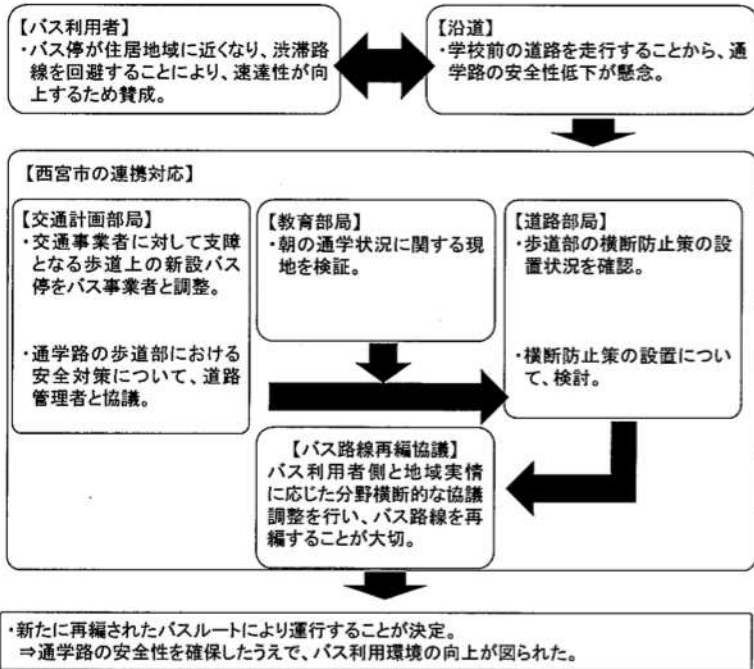 【バス利用者】
・バス停が住居地域に近くなり、渋滞路
線を回避することにより、速達性が向
上するため賛成。
【沿道】
・学校前の道路を走行することから、通
学路の安全性低下が懸念。
【西宮市の連携対応】
【交通計画部局】
・交通事業者に対して支障
となる歩道上の新設バス
停をバス事業者と調整。
・通学路の歩道部における
安全対策について、道路
管理者と協議。
【教育部局】
・朝の通学状況に関する現
地を検証。
【道路部局】
・歩道部の横断防止策の設
置状況を確認。
・横断防止策の設置につい
て、検討。
【バス路線再編協議】
バス利用者側と地域実情
に応じた分野横断的な協議
調整を行い、バス路線を再
編することが大切。
・新たに再編されたバスルートにより運行することが決定。
⇒通学路の安全性を確保したうえで、バス利用環境の向上が図られた。